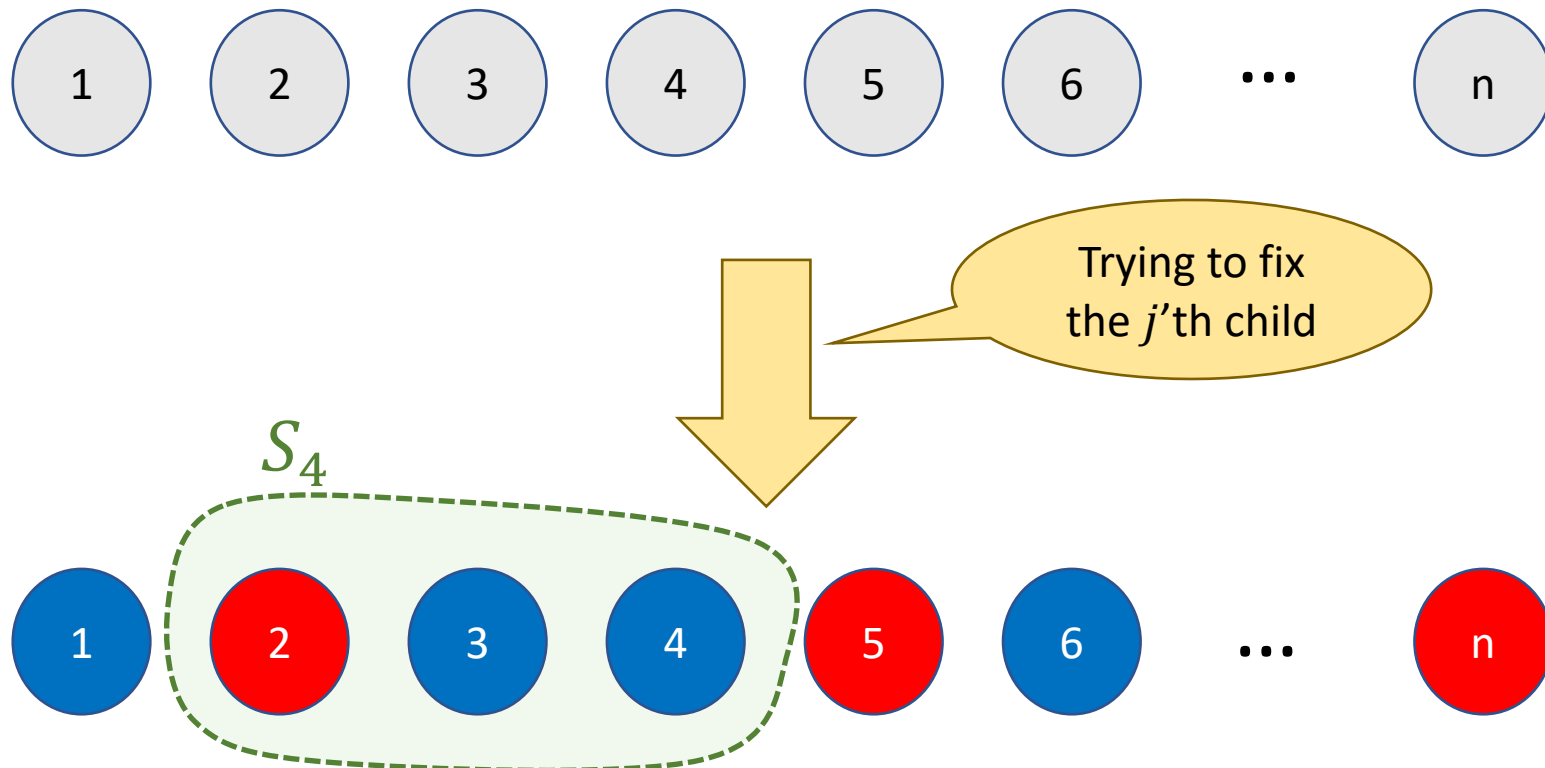 1 2 3 4 5 6 ... n
Trying to fix
the j’th child
S₄
1 2 3 4 5 6 ... n